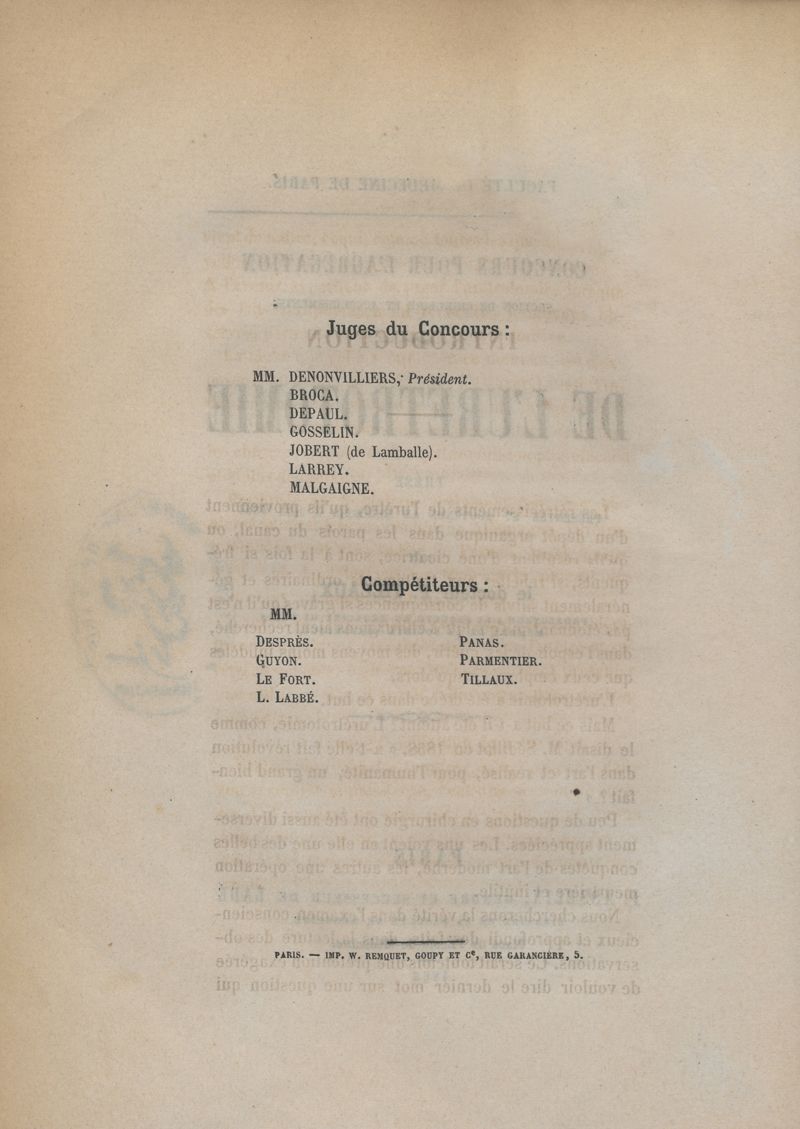 Juges du Concours :
MM. DENONVILLIERS, Président.
BROCA.
DEPAUL.
GOSSELIN.
JOBERT (de Lamballe).
LARREY.
MALGAIGNE.
Compétiteurs :
MM.
DESPRÈS.
GUYON.
LE FORT.
L. LABBÉ.
PANAS.
PARMENTIER.
TILLAUX.
PARIS. — IMP. W. REMQUET, GOUPY ET Cᵉ, RUE GARANCIÈRE, 5.